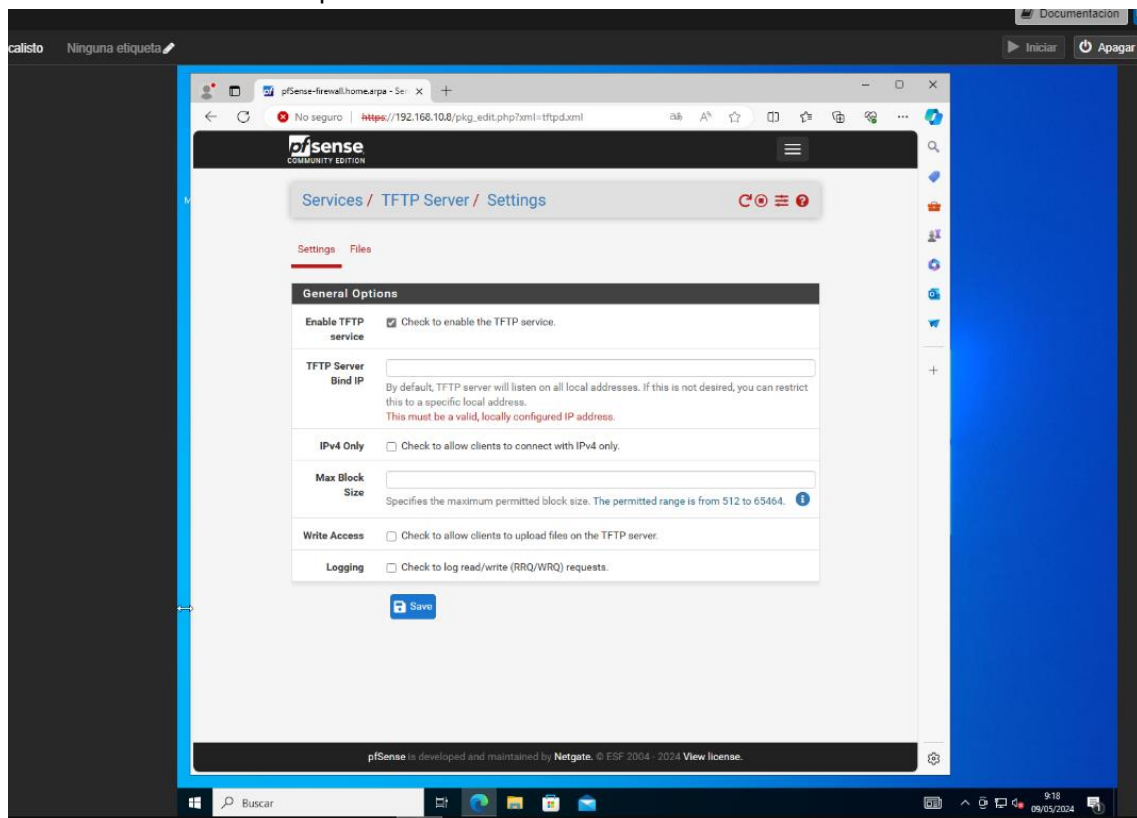 Documentación
calisto Ninguna etiqueta
Iniciar Apagar
pfSense-firewall.home.arpa - Ser
No seguro https://192.168.10.8/pkg_edit.php?xml=tftpd.xml
pfsense
COMMUNITY EDITION
Services / TFTP Server / Settings
Settings Files
General Options
Enable TFTP service
Check to enable the TFTP service.
TFTP Server Bind IP
By default, TFTP server will listen on all local addresses. If this is not desired, you can restrict
this to a specific local address.
This must be a valid, locally configured IP address.
IPv4 Only Check to allow clients to connect with IPv4 only.
Max Block Size
Specifies the maximum permitted block size. The permitted range is from 512 to 65464.
Write Access Check to allow clients to upload files on the TFTP server.
Logging Check to log read/write (RRQ/WRQ) requests.
Save
pfSense is developed and maintained by Netgate. © ESF 2004 - 2024 View license.
Buscar
9:18
09/05/2024